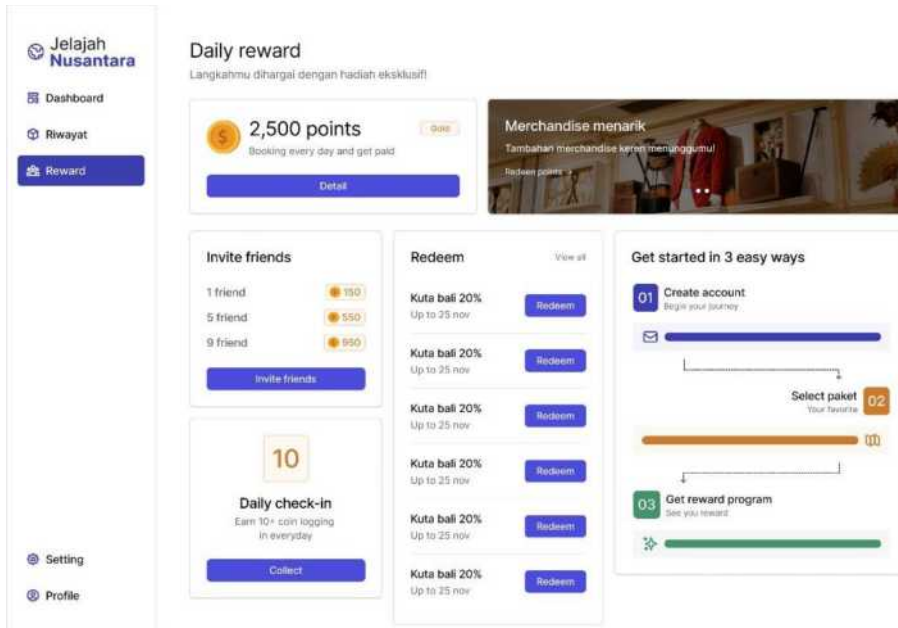 Jelajah
Nusantara
Dashboard
Riwayat
Reward
Setting
Profile
Daily reward
Langkahmu dihargai dengan hadiah eksklusif!
2,500 points
Gold
Booking every day and get paid
Detail
Merchandise menarik
Tambahan merchandise keren menunggumu!
Redeem points
Invite friends
1 friend
150
5 friend
550
9 friend
950
Invite friends
10
Daily check-in
Earn 10+ coin logging
in everyday
Collect
Redeem
View all
Kuta bali 20%
Up to 25 nov
Redeem
Kuta bali 20%
Up to 25 nov
Redeem
Kuta bali 20%
Up to 25 nov
Redeem
Kuta bali 20%
Up to 25 nov
Redeem
Kuta bali 20%
Up to 25 nov
Redeem
Kuta bali 20%
Up to 25 nov
Redeem
Get started in 3 easy ways
01
Create account
Begin your journey
Select paket
Your favorite
02
03
Get reward program
See you reward